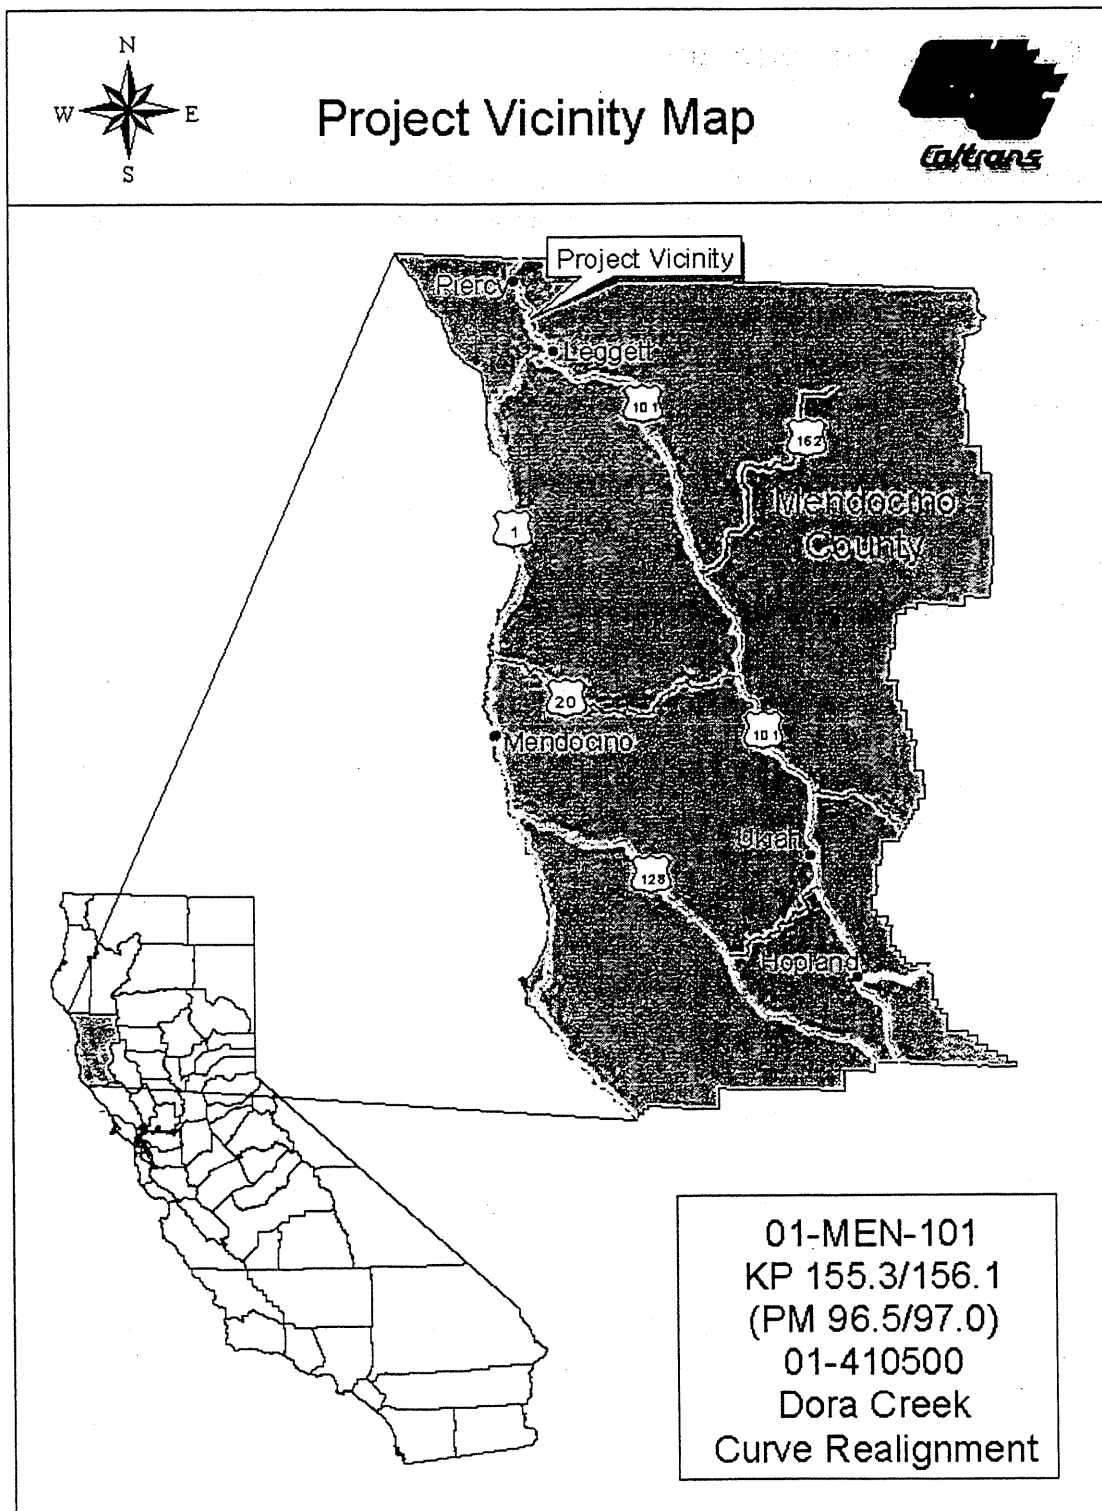 N
W E
S
Project Vicinity Map
Caltrans
Project Vicinity
Piercy
Leggett
101
162
Mendocino
County
1
20
101
Mendocino
Ukiah
128
Hopland
01-MEN-101
KP 155.3/156.1
(PM 96.5/97.0)
01-410500
Dora Creek
Curve Realignment